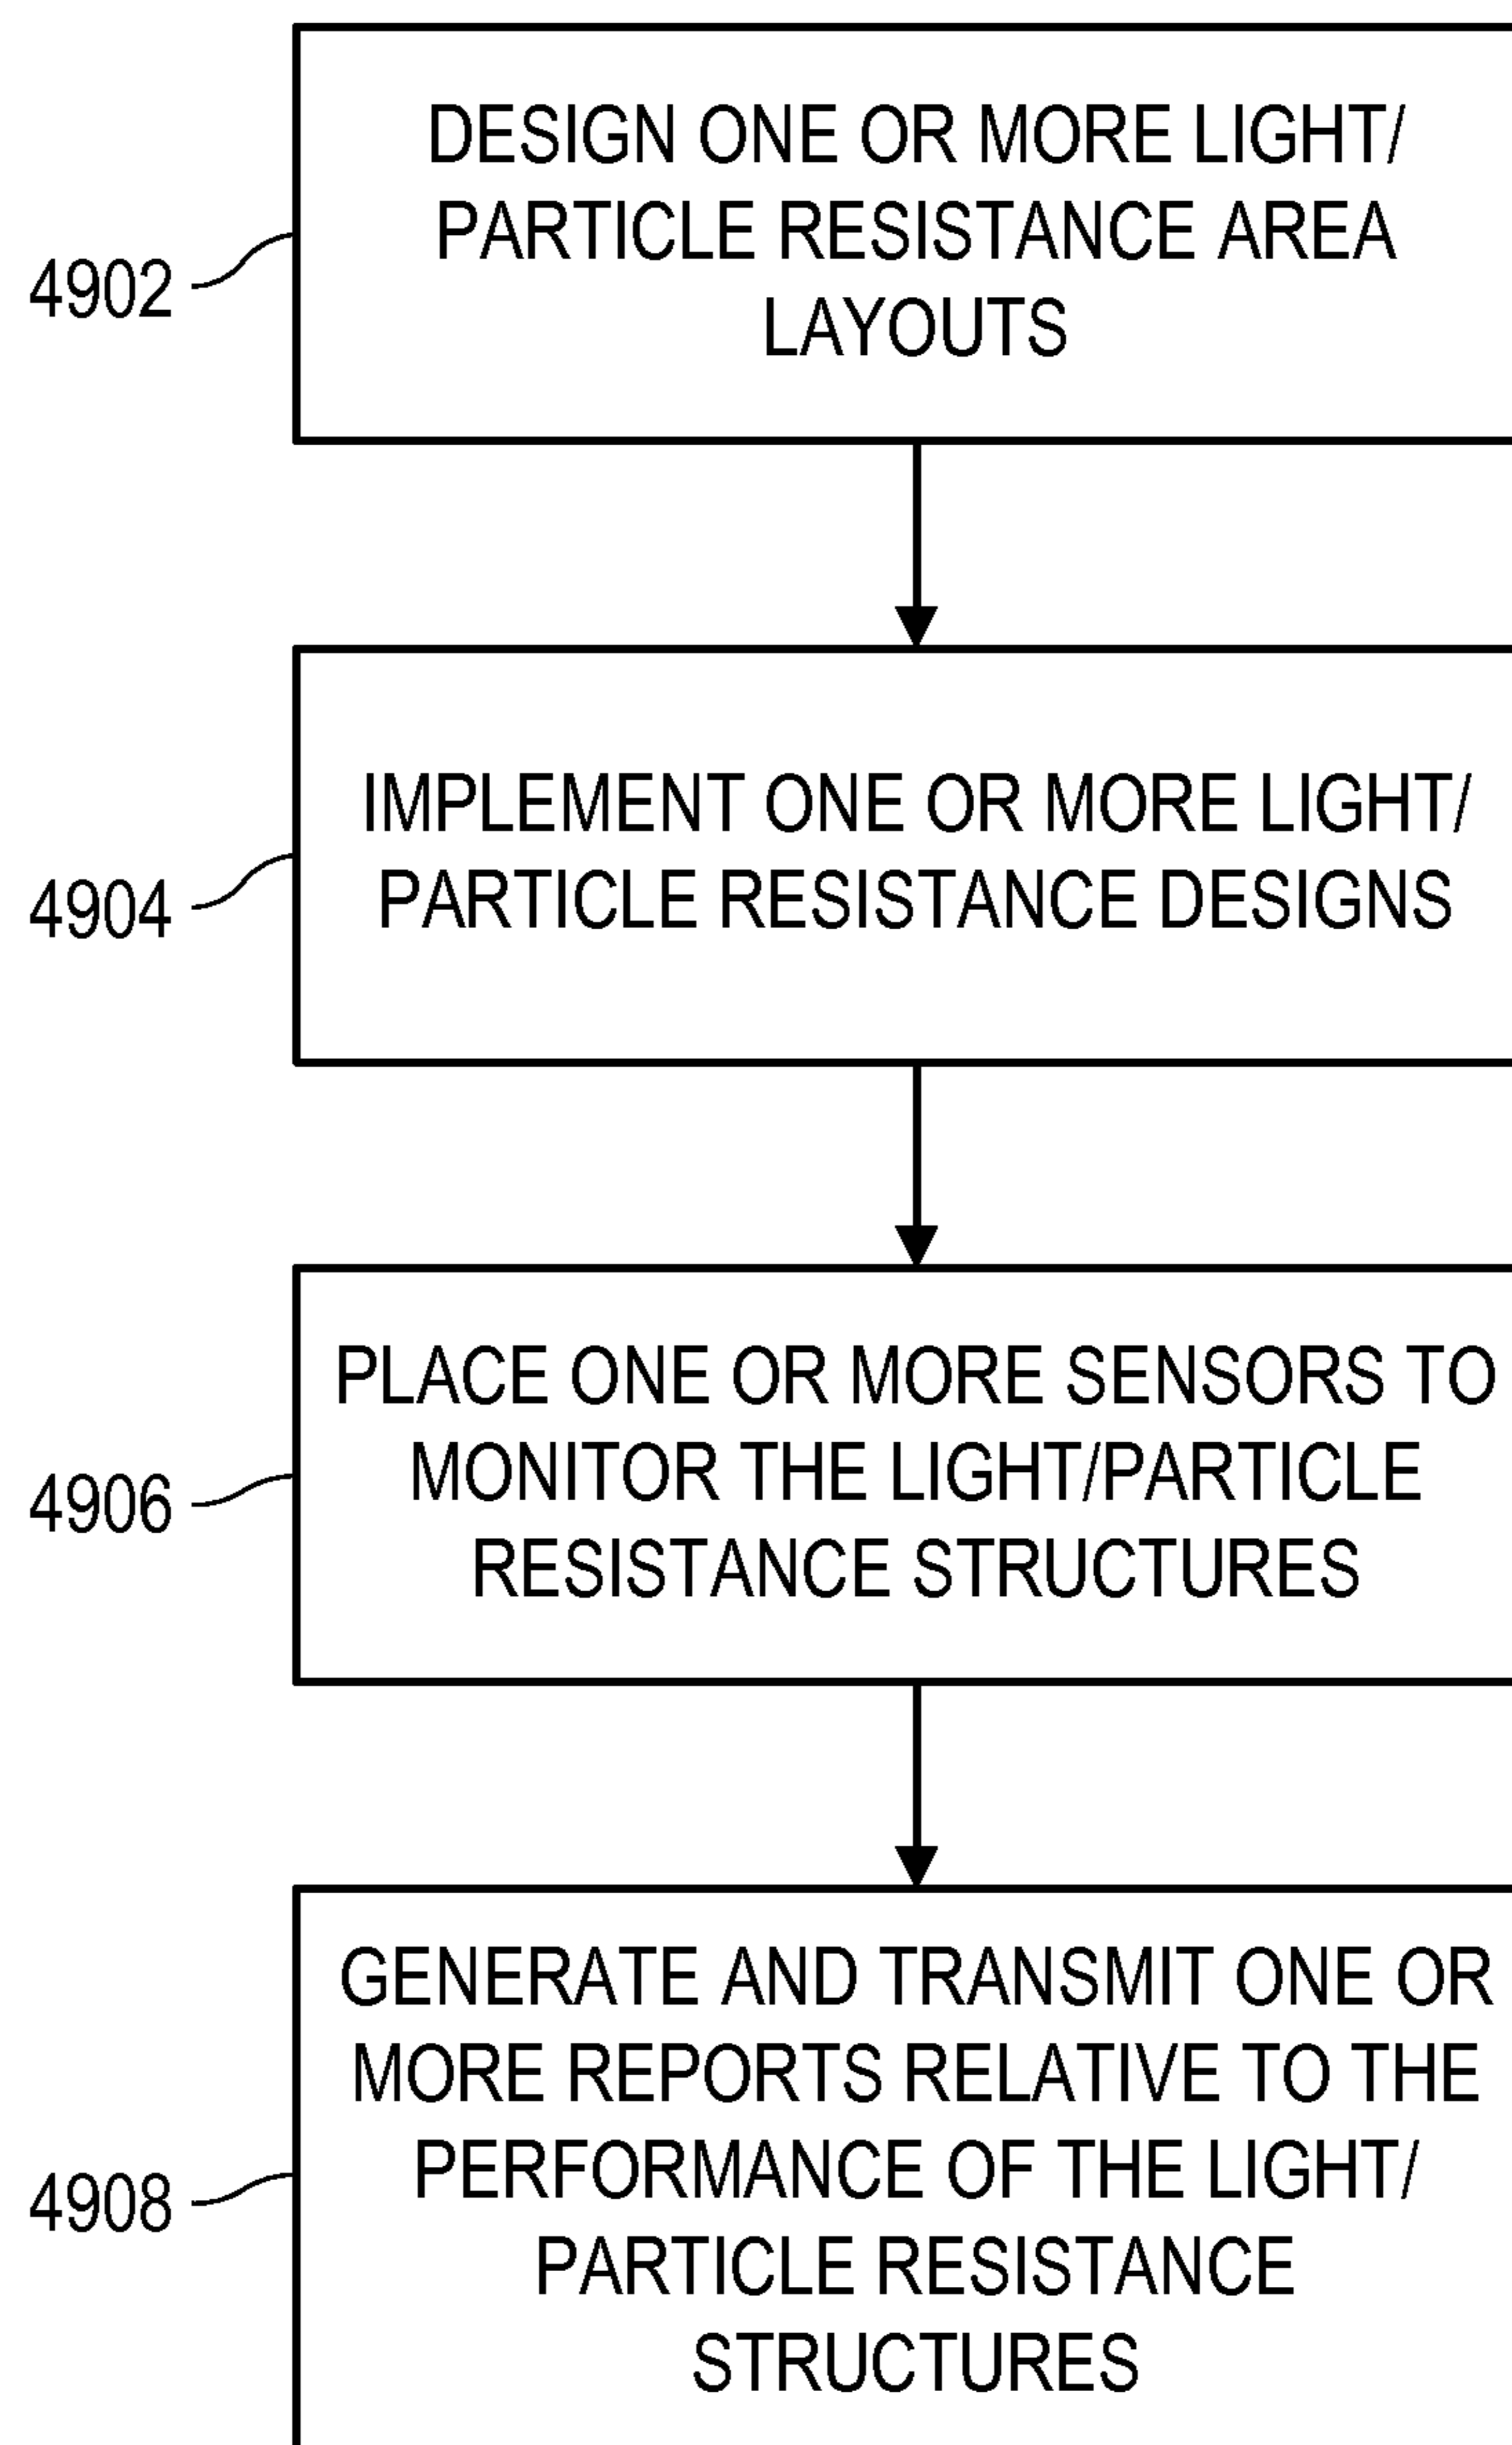 DESIGN ONE OR MORE LIGHT/
PARTICLE RESISTANCE AREA
LAYOUTS
4902
IMPLEMENT ONE OR MORE LIGHT/
PARTICLE RESISTANCE DESIGNS
4904
PLACE ONE OR MORE SENSORS TO
MONITOR THE LIGHT/PARTICLE
RESISTANCE STRUCTURES
4906
GENERATE AND TRANSMIT ONE OR
MORE REPORTS RELATIVE TO THE
PERFORMANCE OF THE LIGHT/
PARTICLE RESISTANCE
STRUCTURES
4908